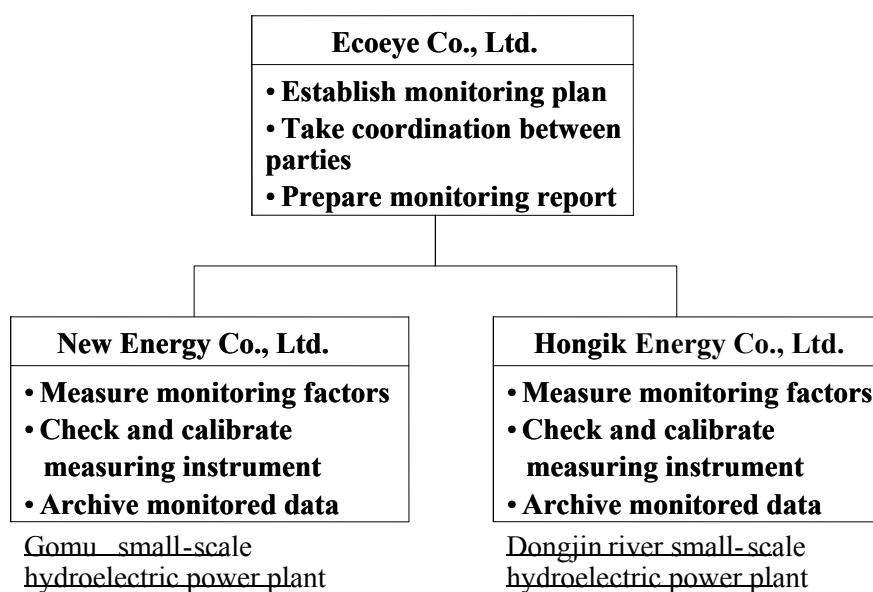 Ecoeye Co., Ltd.
• Establish monitoring plan
• Take coordination between
parties
• Prepare monitoring report
New Energy Co., Ltd.
• Measure monitoring factors
• Check and calibrate
measuring instrument
• Archive monitored data
Gomu small-scale
hydroelectric power plant
Hongik Energy Co., Ltd.
• Measure monitoring factors
• Check and calibrate
measuring instrument
• Archive monitored data
Dongjin river small-scale
hydroelectric power plant